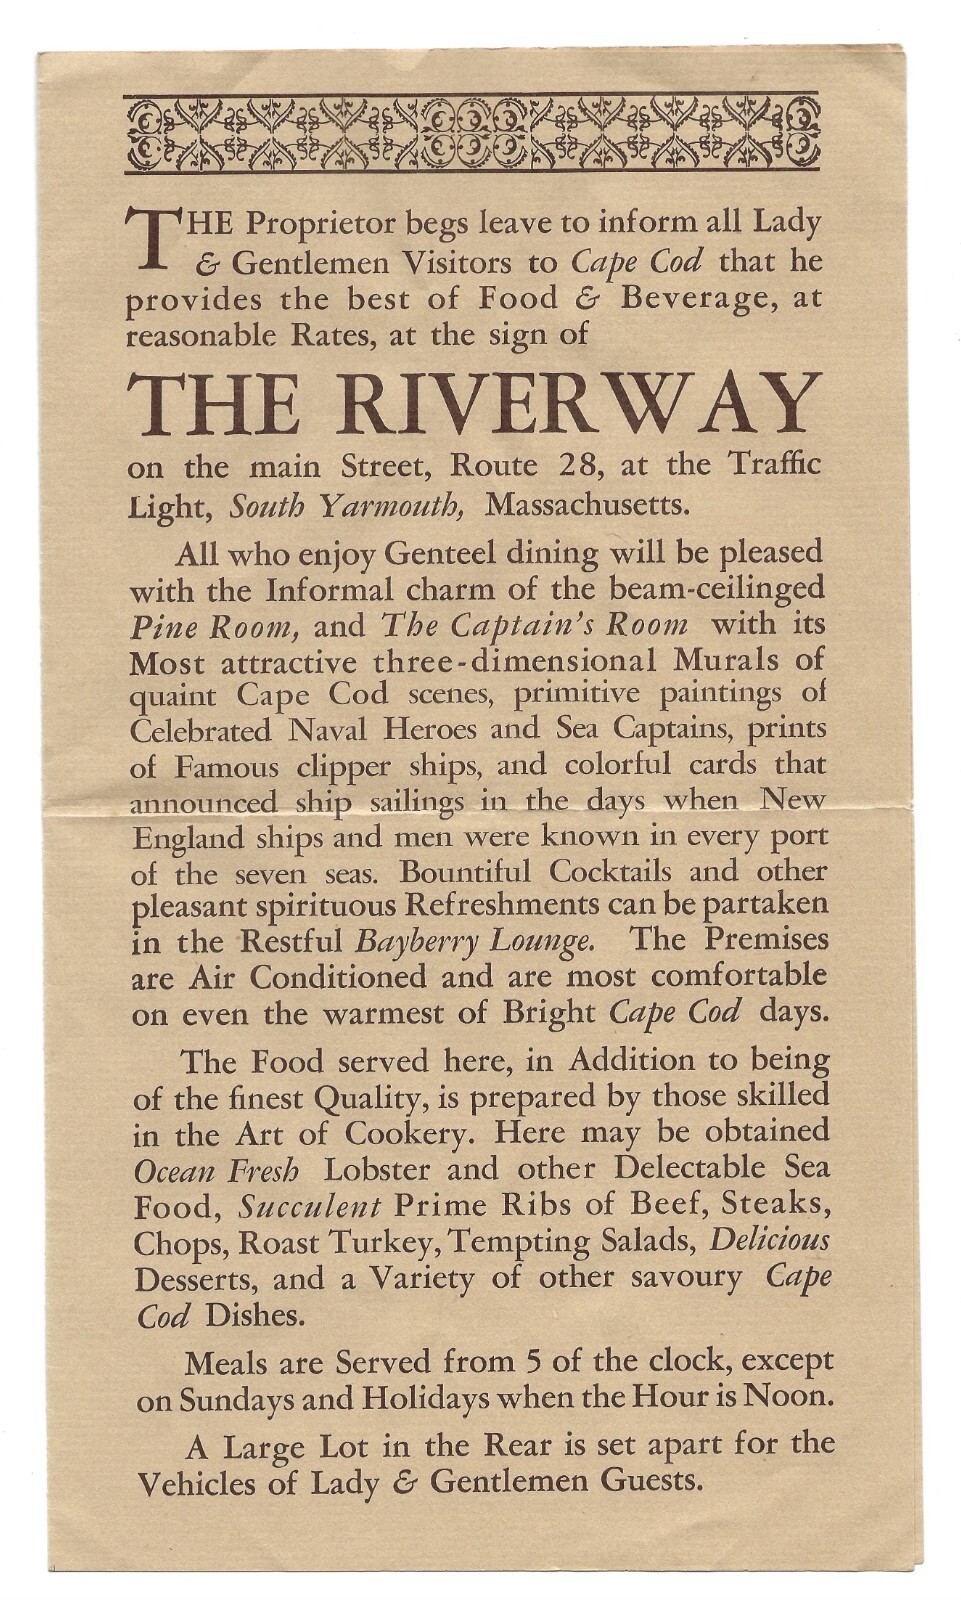 THE Proprietor begs leave to inform all Lady
& Gentlemen Visitors to Cape Cod that he
provides the best of Food & Beverage, at
reasonable Rates, at the sign of
THE RIVERWAY
on the main Street, Route 28, at the Traffic
Light, South Yarmouth, Massachusetts.
All who enjoy Genteel dining will be pleased
with the Informal charm of the beam-ceilinged
Pine Room, and The Captain's Room with its
Most attractive three-dimensional Murals of
quaint Cape Cod scenes, primitive paintings of
Celebrated Naval Heroes and Sea Captains, prints
of Famous clipper ships, and colorful cards that
announced ship sailings in the days when New
England ships and men were known in every port
of the seven seas. Bountiful Cocktails and other
pleasant spirituous Refreshments can be partaken
in the Restful Bayberry Lounge. The Premises
are Air Conditioned and are most comfortable
on even the warmest of Bright Cape Cod days.
The Food served here, in Addition to being
of the finest Quality, is prepared by those skilled
in the Art of Cookery. Here may be obtained
Ocean Fresh Lobster and other Delectable Sea
Food, Succulent Prime Ribs of Beef, Steaks,
Chops, Roast Turkey, Tempting Salads, Delicious
Desserts, and a Variety of other savoury Cape
Cod Dishes.
Meals are Served from 5 of the clock, except
on Sundays and Holidays when the Hour is Noon.
A Large Lot in the Rear is set apart for the
Vehicles of Lady & Gentlemen Guests.